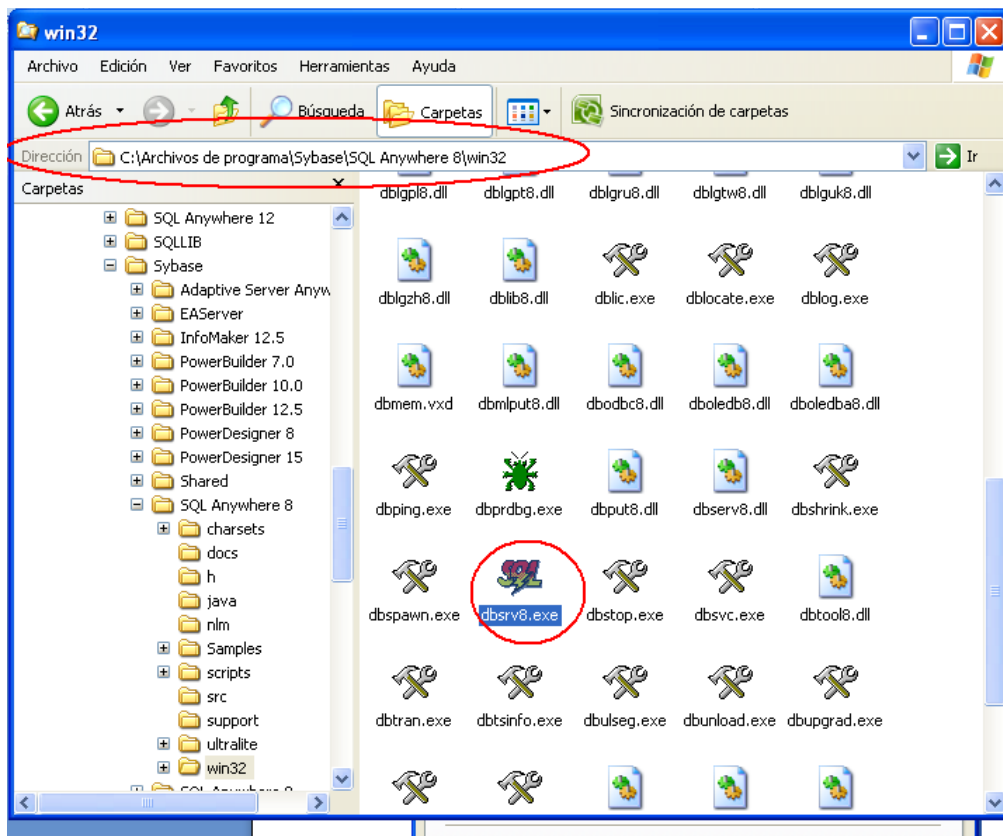 win32
Archivo Edición Ver Favoritos Herramientas Ayuda
Atrás Búsqueda Carpetas Sincronización de carpetas
Dirección C:\Archivos de programa\Sybase\SQL Anywhere 8\win32 Ir
Carpetas
SQL Anywhere 12
SQLLIB
Sybase
Adaptive Server Anyw
EAServer
InfoMaker 12.5
PowerBuilder 7.0
PowerBuilder 10.0
PowerBuilder 12.5
PowerDesigner 8
PowerDesigner 15
Shared
SQL Anywhere 8
charsets
docs
h
java
nlm
Samples
scripts
src
support
ultralite
win32
SQL Anywhere 9
dblgpl8.dll dblgpt8.dll dblgru8.dll dblgtw8.dll dblguk8.dll
dblgzh8.dll dblib8.dll dblic.exe dblocate.exe dblog.exe
dbmem.vxd dbmlput8.dll dbodbc8.dll dboledb8.dll dboledba8.dll
dbping.exe dbprdbg.exe dbput8.dll dbserv8.dll dbshrink.exe
SQL
dbspawn.exe dbsrv8.exe dbstop.exe dbsvc.exe dbtool8.dll
dbtran.exe dbtsinfo.exe dbulseg.exe dbunload.exe dbupgrad.exe